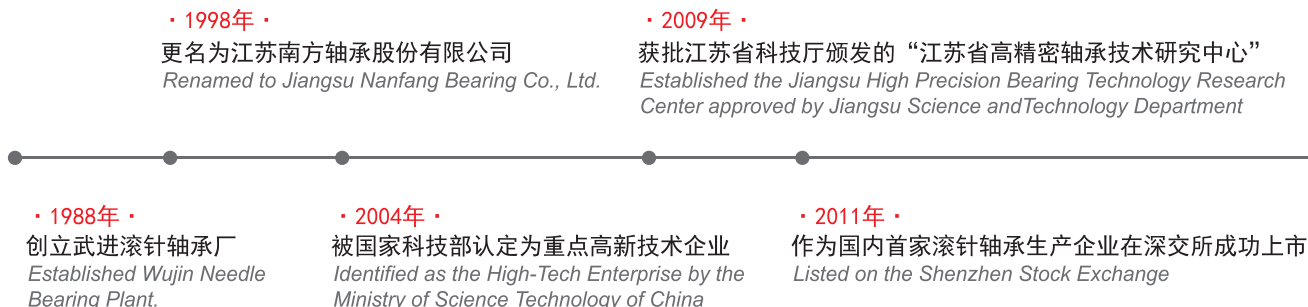 ·1998年·
更名为江苏南方轴承股份有限公司
Renamed to Jiangsu Nanfang Bearing Co., Ltd.
·2009年·
获批江苏省科技厅颁发的“江苏省高精密轴承技术研究中心”
Established the Jiangsu High Precision Bearing Technology Research
Center approved by Jiangsu Science andTechnology Department
·1988年·
创立武进滚针轴承厂
Established Wujin Needle
Bearing Plant.
·2004年·
被国家科技部认定为重点高新技术企业
Identified as the High-Tech Enterprise by the
Ministry of Science Technology of China
·2011年·
作为国内首家滚针轴承生产企业在深交所成功上市
Listed on the Shenzhen Stock Exchange